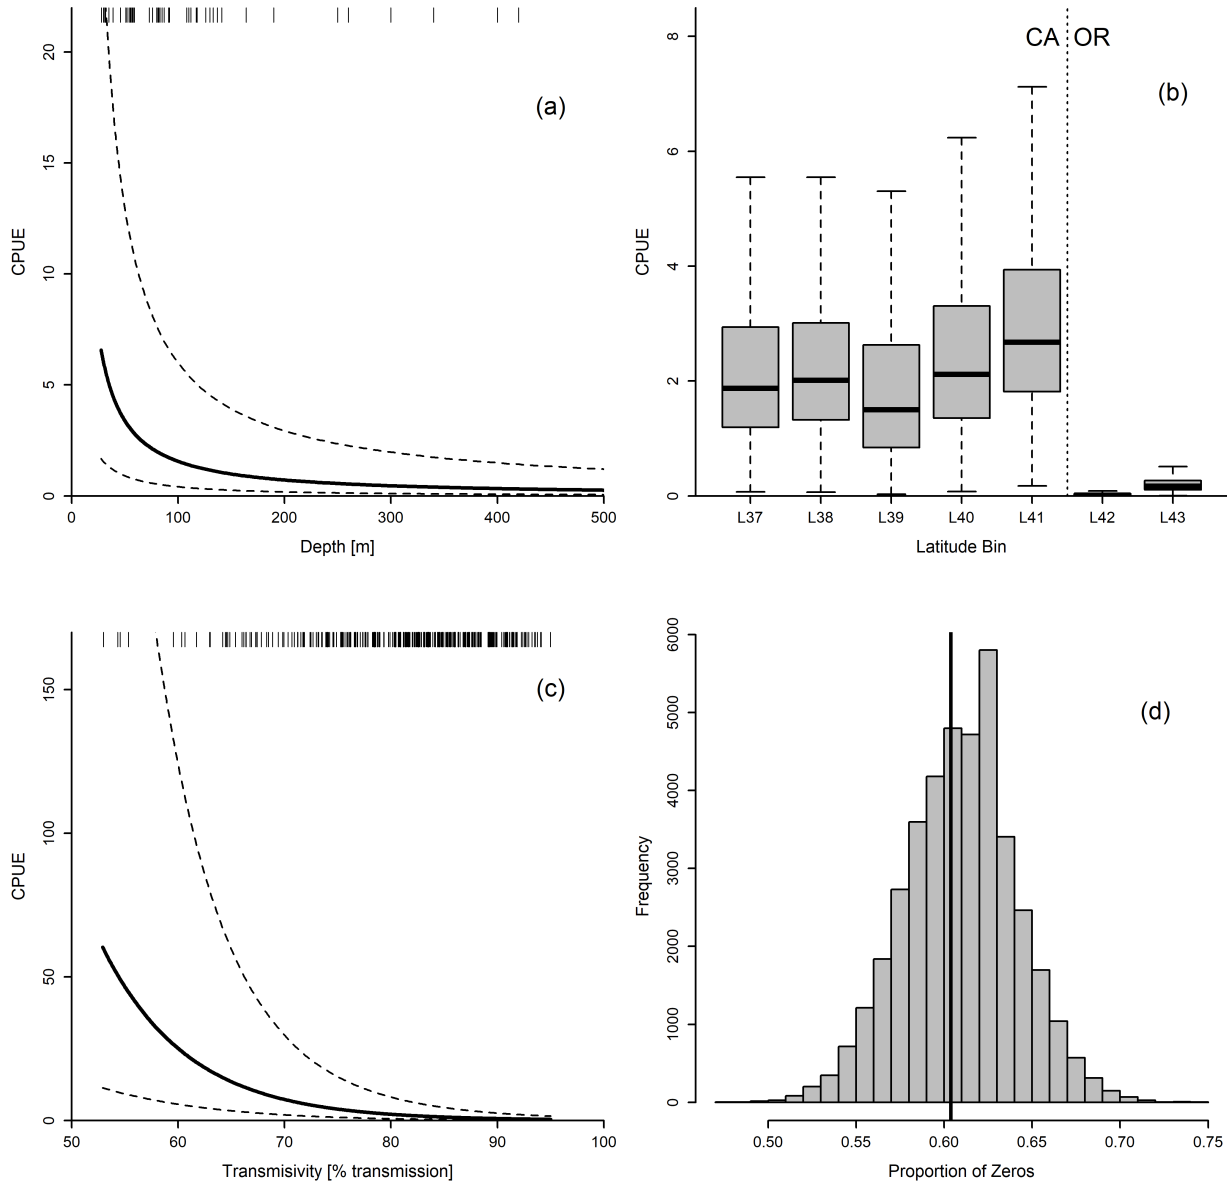 (a)
CPUE
0
5
10
15
20
0 100 200 300 400 500
Depth [m]
CA OR
(b)
CPUE
0
2
4
6
8
L37 L38 L39 L40 L41 L42 L43
Latitude Bin
(c)
CPUE
0
50
100
150
50 60 70 80 90 100
Transmisivity [% transmission]
(d)
Frequency
0
1000
2000
3000
4000
5000
6000
0.50 0.55 0.60 0.65 0.70 0.75
Proportion of Zeros